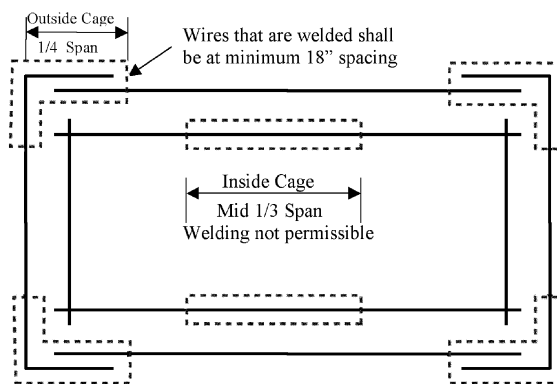 Outside Cage
1/4 Span
Wires that are welded shall
be at minimum 18” spacing
Inside Cage
Mid 1/3 Span
Welding not permissible